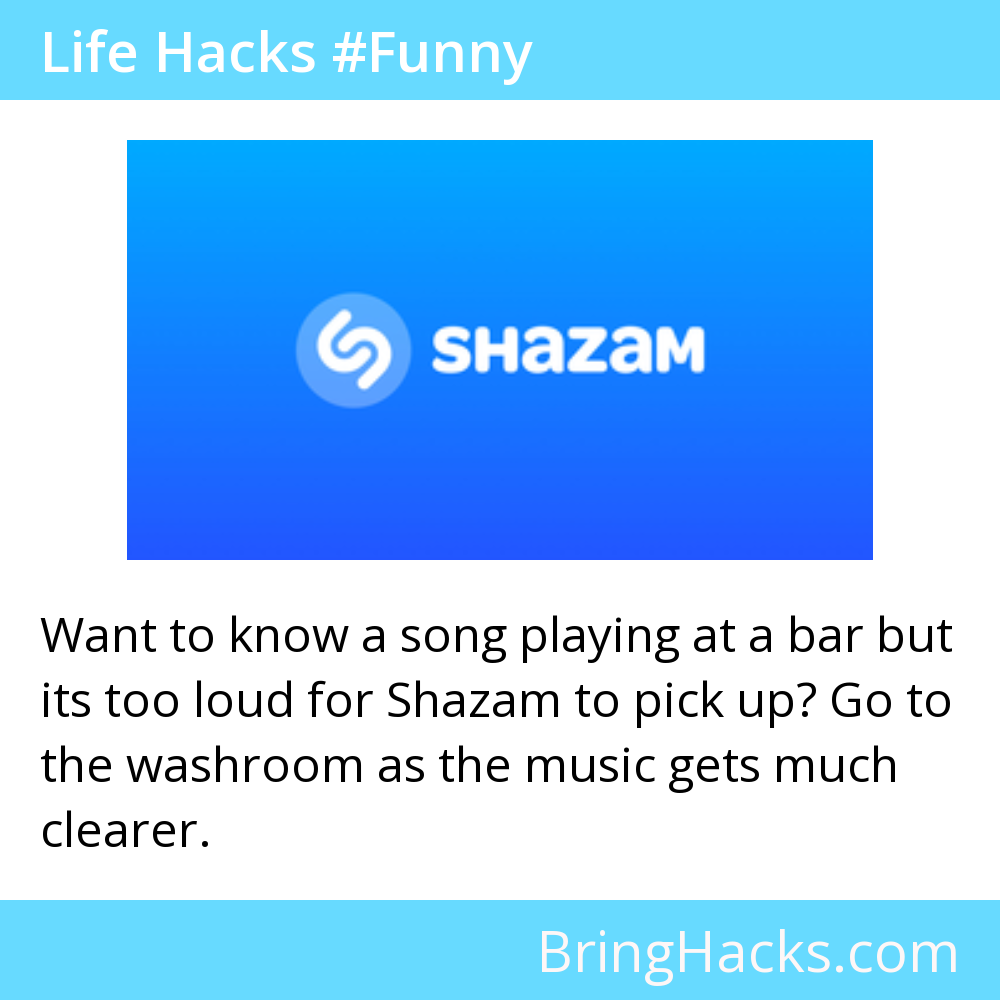 Life Hacks #Funny
SHazaM
Want to know a song playing at a bar but
its too loud for Shazam to pick up? Go to
the washroom as the music gets much
clearer.
BringHacks.com